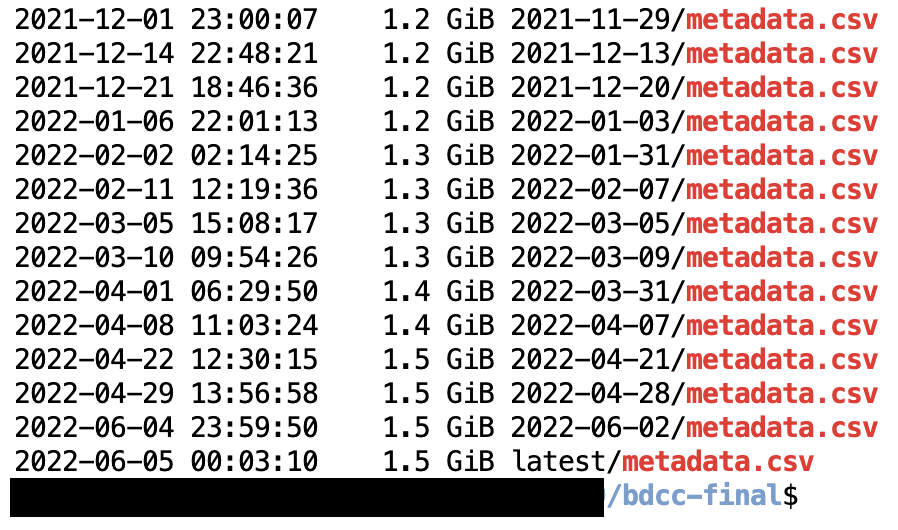 2021-12-01 23:00:07    1.2 GiB 2021-11-29/metadata.csv
2021-12-14 22:48:21    1.2 GiB 2021-12-13/metadata.csv
2021-12-21 18:46:36    1.2 GiB 2021-12-20/metadata.csv
2022-01-06 22:01:13    1.2 GiB 2022-01-03/metadata.csv
2022-02-02 02:14:25    1.3 GiB 2022-01-31/metadata.csv
2022-02-11 12:19:36    1.3 GiB 2022-02-07/metadata.csv
2022-03-05 15:08:17    1.3 GiB 2022-03-05/metadata.csv
2022-03-10 09:54:26    1.3 GiB 2022-03-09/metadata.csv
2022-04-01 06:29:50    1.4 GiB 2022-03-31/metadata.csv
2022-04-08 11:03:24    1.4 GiB 2022-04-07/metadata.csv
2022-04-22 12:30:15    1.5 GiB 2022-04-21/metadata.csv
2022-04-29 13:56:58    1.5 GiB 2022-04-28/metadata.csv
2022-06-04 23:59:50    1.5 GiB 2022-06-02/metadata.csv
2022-06-05 00:03:10    1.5 GiB latest/metadata.csv
/bdcc-final$